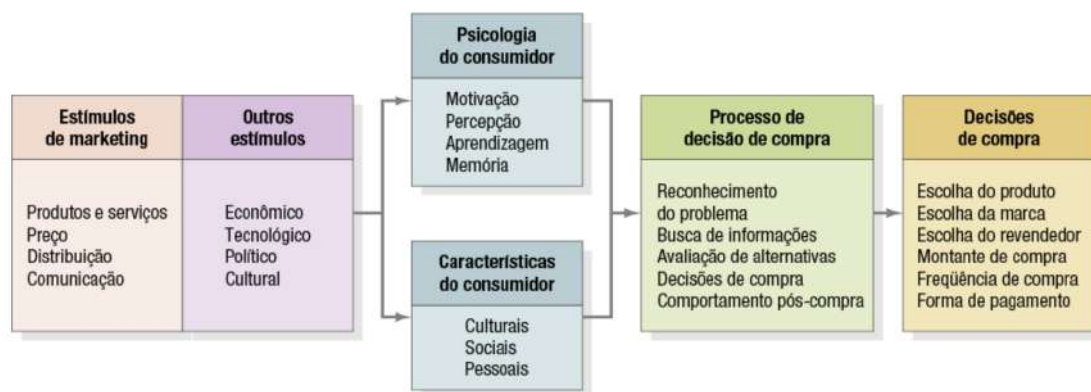 Estímulos
de marketing
Produtos e serviços
Preço
Distribuição
Comunicação
Outros
estímulos
Econômico
Tecnológico
Político
Cultural
Psicologia
do consumidor
Motivação
Percepção
Aprendizagem
Memória
Características
do consumidor
Culturais
Sociais
Pessoais
Processo de
decisão de compra
Reconhecimento
do problema
Busca de informações
Avaliação de alternativas
Decisões de compra
Comportamento pós-compra
Decisões
de compra
Escolha do produto
Escolha da marca
Escolha do revendedor
Montante de compra
Freqüência de compra
Forma de pagamento